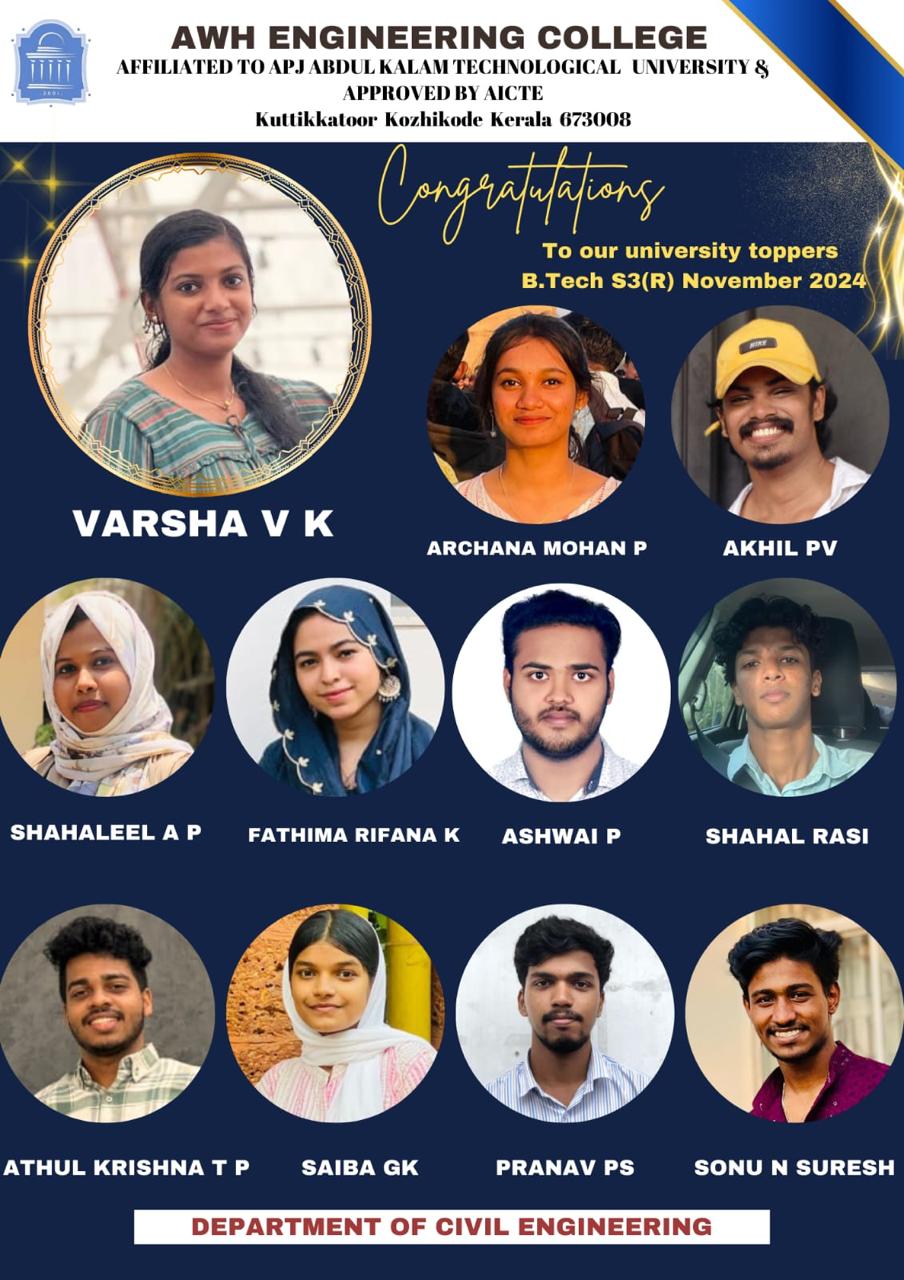 AWH ENGINEERING COLLEGE
AFFILIATED TO APJ ABDUL KALAM TECHNOLOGICAL UNIVERSITY &
APPROVED BY AICTE
Kuttikkatoor Kozhikode Kerala 673008
2001
Congratulations
To our university toppers
B.Tech S3(R) November 2024
NIKE
VARSHA V K
ARCHANA MOHAN P
AKHIL PV
SHAHALEEL A P
FATHIMA RIFANA K
ASHWAI P
SHAHAL RASI
ATHUL KRISHNA T P
SAIBA GK
PRANAV PS
SONU N SURESH
DEPARTMENT OF CIVIL ENGINEERING